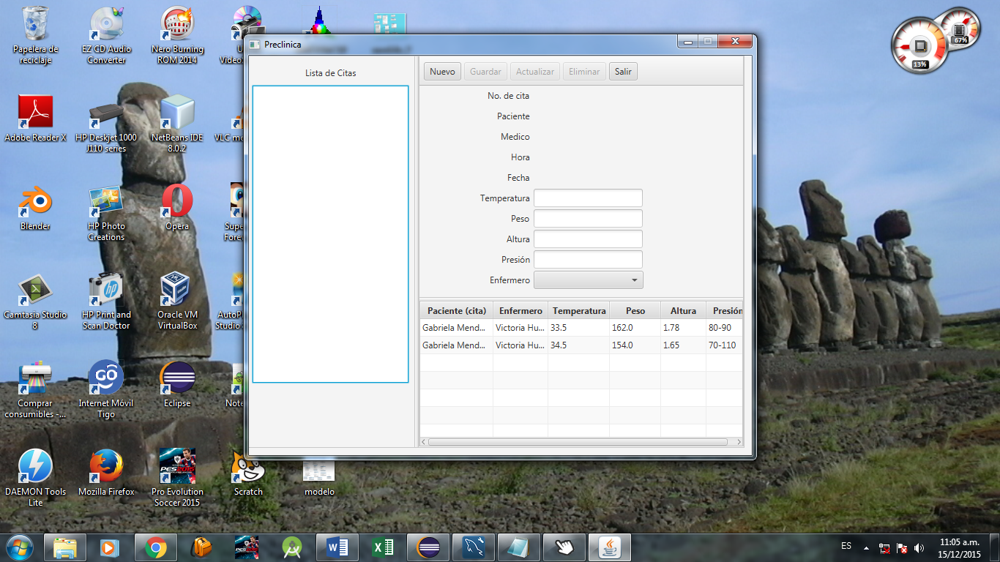 Papelera de
reciclaje
EZ CD Audio
Converter
Nero Burning
ROM 2014
Video
Adobe Reader X
HP Deskjet 1000
J110 series
NetBeans IDE
8.0.2
VLC me
Blender
HP Photo
Creations
Opera
Supe
Forev
Camtasia Studio
8
HP Print and
Scan Doctor
Oracle VM
VirtualBox
AutoPl
Studio
Comprar
consumibles -...
Internet Móvil
Tigo
Eclipse
Note
DAEMON Tools
Lite
Mozilla Firefox
Pro Evolution
Soccer 2015
Scratch
modelo
Preclinica
Lista de Citas
Nuevo Guardar Actualizar Eliminar Salir
No. de cita
Paciente
Medico
Hora
Fecha
Temperatura
Peso
Altura
Presión
Enfermero
Paciente (cita) Enfermero Temperatura Peso Altura Presión
Gabriela Mend... Victoria Hu... 33.5 162.0 1.78 80-90
Gabriela Mend... Victoria Hu... 34.5 154.0 1.65 70-110
67%
13%
ES
11:05 a.m.
15/12/2015